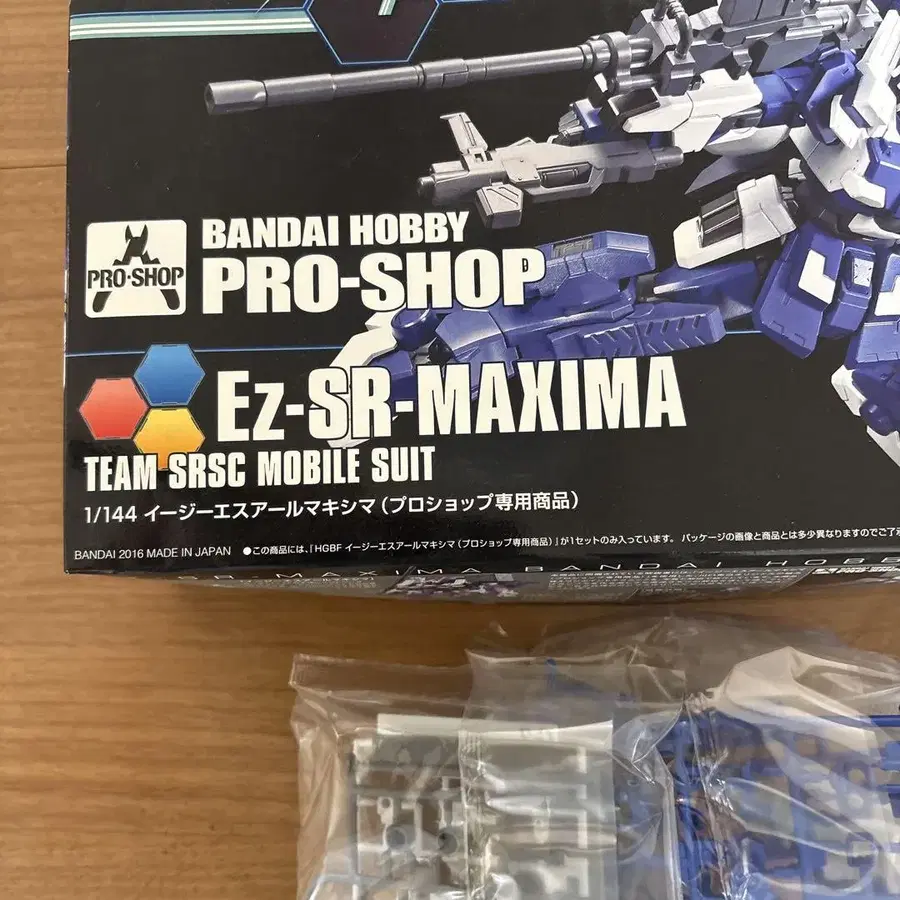 BANDAI HOBBY
PRO-SHOP
PRO-SHOP
Ez-SR-MAXIMA
TEAM SRSC MOBILE SUIT
1/144 イージーエスアールマキシマ(プロショップ専用商品)
BANDAI 2016 MADE IN JAPAN ●この商品には、『HGBF イージーエスアールマキシマ(プロショップ専用商品)』が1セットのみ入っています。 パッケージの画像と商品とは多少異なりますのでご了
SR-MAXIMA BANDAI HOBB